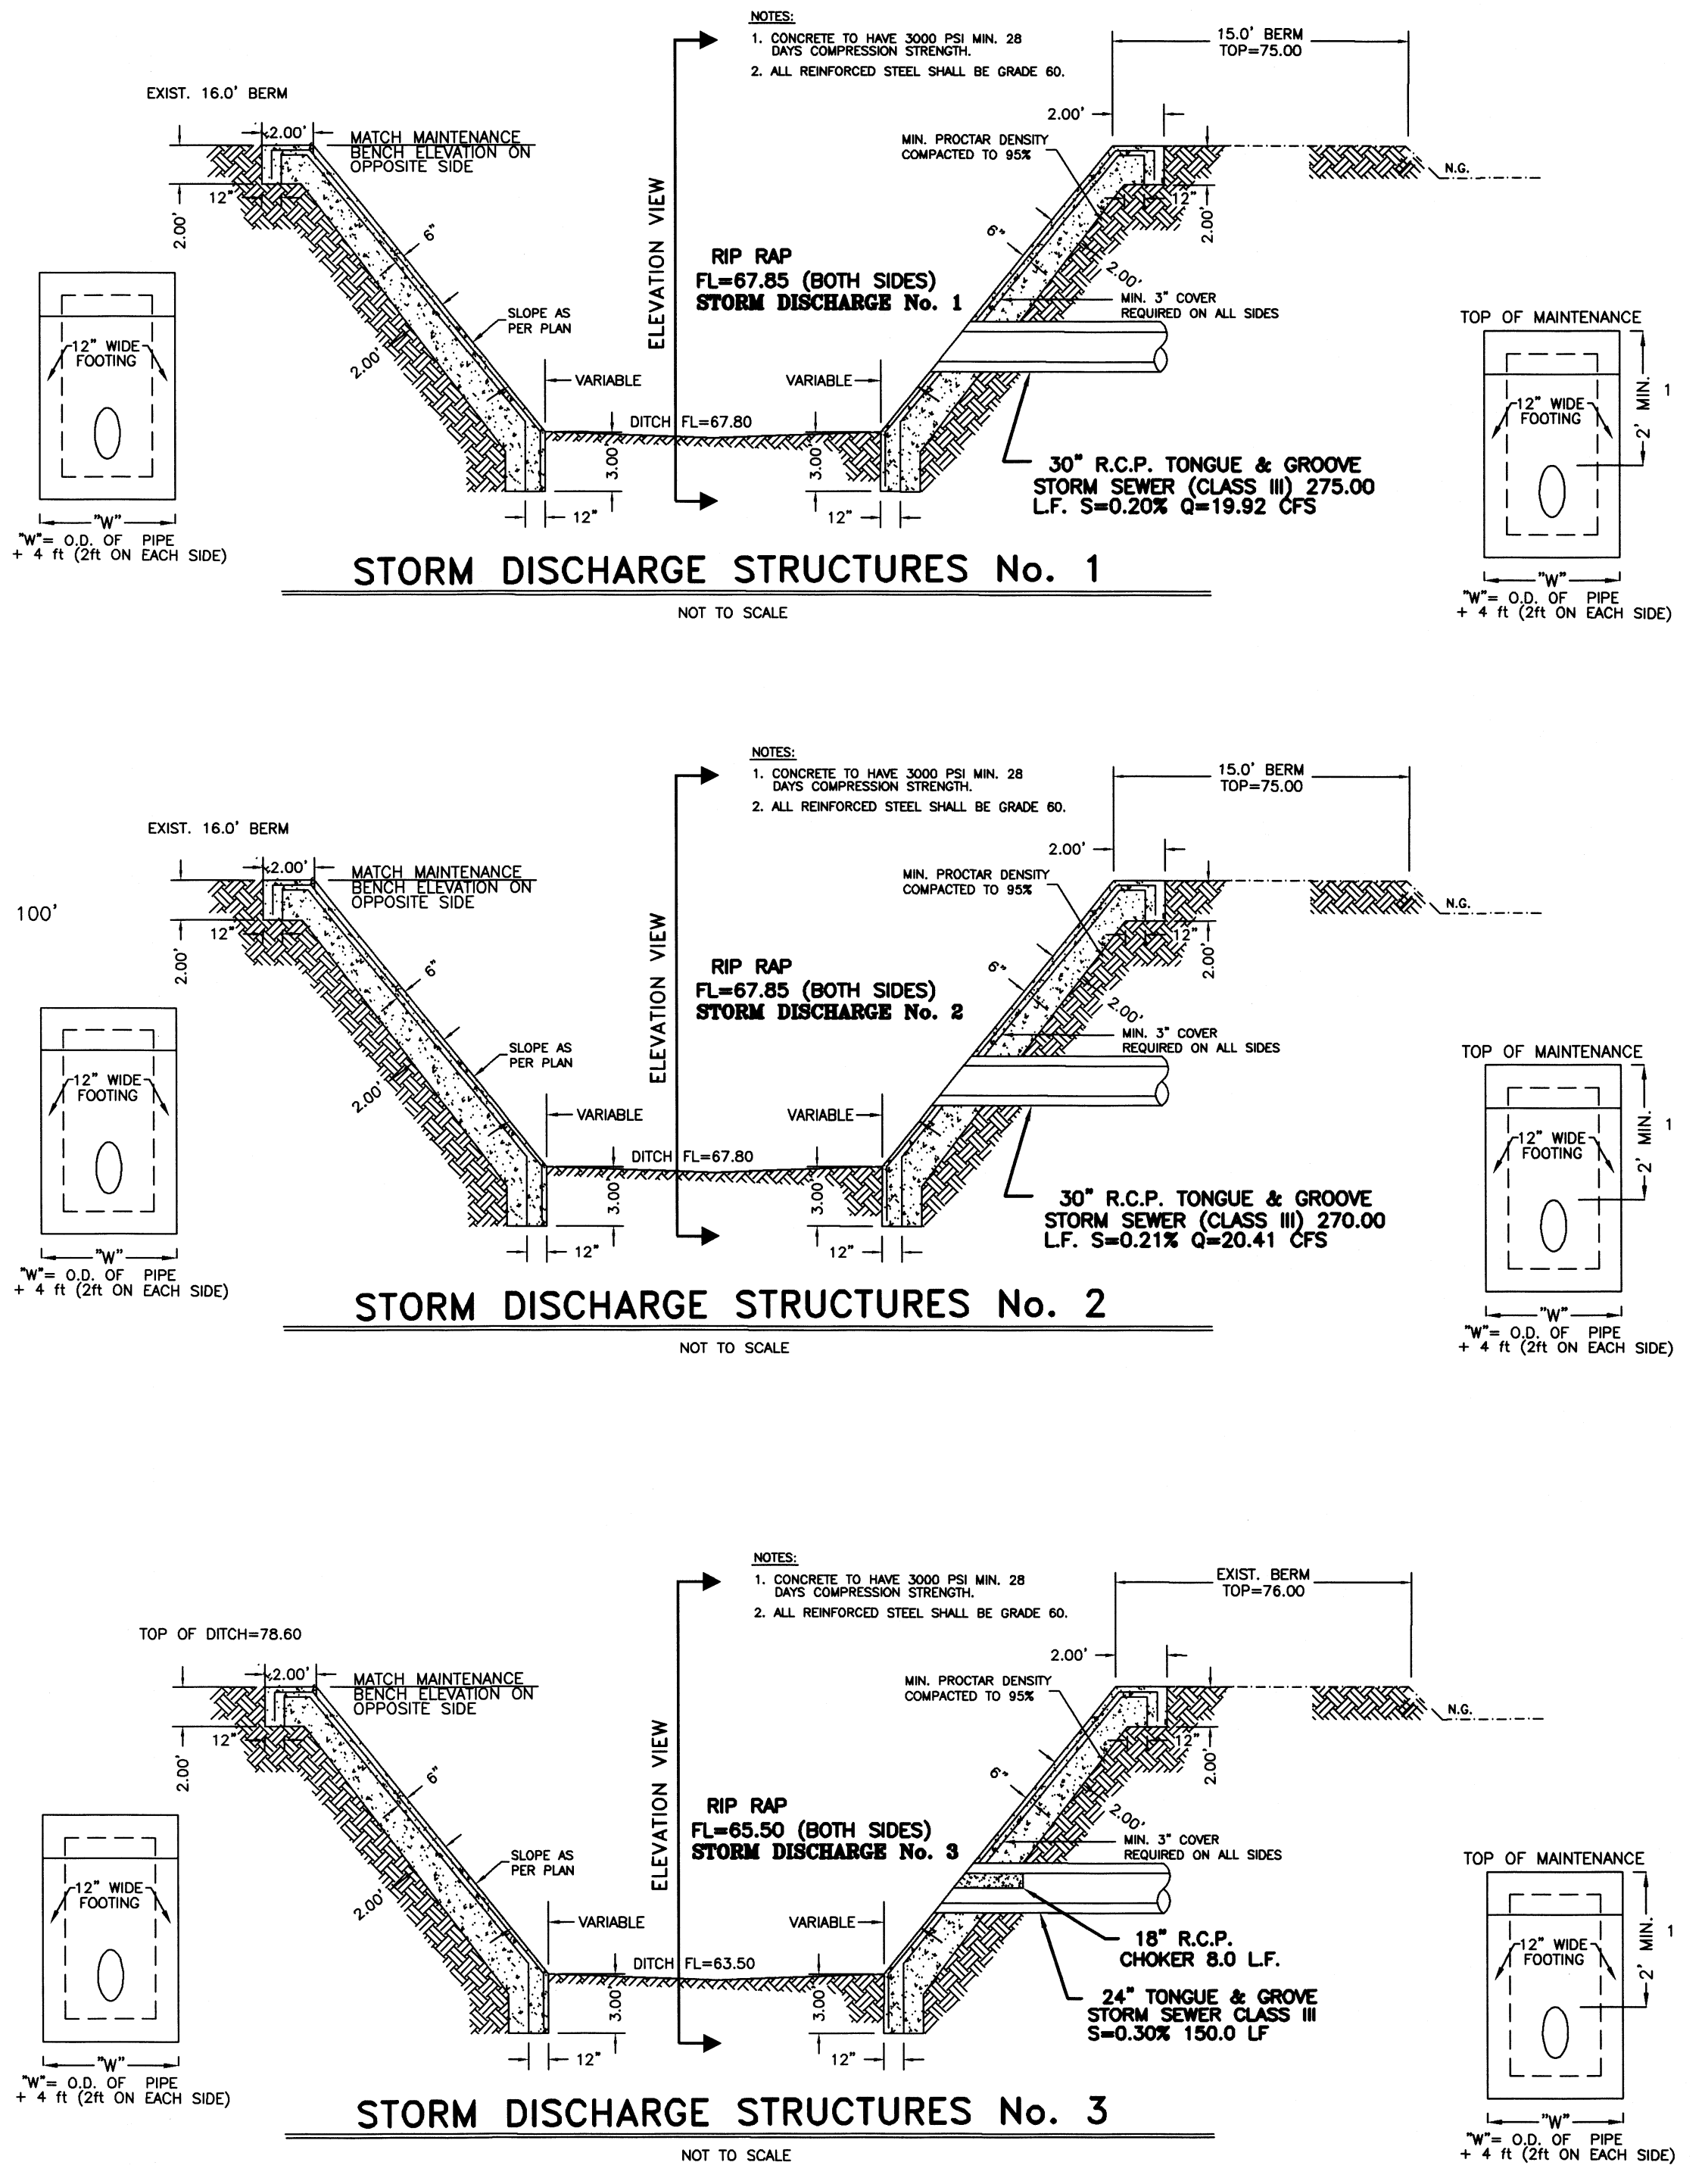 NOTES:
1. CONCRETE TO HAVE 3000 PSI MIN. 28
DAYS COMPRESSION STRENGTH.
2. ALL REINFORCED STEEL SHALL BE GRADE 60.
15.0' BERM
TOP=75.00
EXIST. 16.0' BERM
2.00'
MATCH MAINTENANCE
BENCH ELEVATION ON
OPPOSITE SIDE
2.00'
MIN. PROCTAR DENSITY
COMPACTED TO 95%
N.G.
12"
2.00'
12"
2.00'
6"
6"
ELEVATION VIEW
RIP RAP
FL=67.85 (BOTH SIDES)
STORM DISCHARGE No. 1
2.00'
MIN. 3" COVER
REQUIRED ON ALL SIDES
SLOPE AS
PER PLAN
2.00'
12" WIDE
FOOTING
TOP OF MAINTENANCE
2' MIN.
1
12" WIDE
FOOTING
VARIABLE
VARIABLE
DITCH FL=67.80
3.00'
3.00'
30" R.C.P. TONGUE & GROOVE
STORM SEWER (CLASS III) 275.00
L.F. S=0.20% Q=19.92 CFS
12"
12"
"W"
"W"= O.D. OF PIPE
+ 4 ft (2ft ON EACH SIDE)
"W"
"W"= O.D. OF PIPE
+ 4 ft (2ft ON EACH SIDE)
STORM DISCHARGE STRUCTURES No. 1
NOT TO SCALE
NOTES:
1. CONCRETE TO HAVE 3000 PSI MIN. 28
DAYS COMPRESSION STRENGTH.
2. ALL REINFORCED STEEL SHALL BE GRADE 60.
15.0' BERM
TOP=75.00
EXIST. 16.0' BERM
2.00'
MATCH MAINTENANCE
BENCH ELEVATION ON
OPPOSITE SIDE
2.00'
MIN. PROCTAR DENSITY
COMPACTED TO 95%
N.G.
100'
12"
2.00'
12"
2.00'
6"
6"
ELEVATION VIEW
RIP RAP
FL=67.85 (BOTH SIDES)
STORM DISCHARGE No. 2
2.00'
MIN. 3" COVER
REQUIRED ON ALL SIDES
SLOPE AS
PER PLAN
2.00'
12" WIDE
FOOTING
TOP OF MAINTENANCE
2' MIN.
1
12" WIDE
FOOTING
VARIABLE
VARIABLE
DITCH FL=67.80
3.00'
3.00'
30" R.C.P. TONGUE & GROOVE
STORM SEWER (CLASS III) 270.00
L.F. S=0.21% Q=20.41 CFS
12"
12"
"W"
"W"= O.D. OF PIPE
+ 4 ft (2ft ON EACH SIDE)
"W"
"W"= O.D. OF PIPE
+ 4 ft (2ft ON EACH SIDE)
STORM DISCHARGE STRUCTURES No. 2
NOT TO SCALE
NOTES:
1. CONCRETE TO HAVE 3000 PSI MIN. 28
DAYS COMPRESSION STRENGTH.
2. ALL REINFORCED STEEL SHALL BE GRADE 60.
EXIST. BERM
TOP=76.00
TOP OF DITCH=78.60
2.00'
MATCH MAINTENANCE
BENCH ELEVATION ON
OPPOSITE SIDE
2.00'
MIN. PROCTAR DENSITY
COMPACTED TO 95%
N.G.
12"
2.00'
12"
2.00'
6"
6"
ELEVATION VIEW
RIP RAP
FL=65.50 (BOTH SIDES)
STORM DISCHARGE No. 3
2.00'
MIN. 3" COVER
REQUIRED ON ALL SIDES
SLOPE AS
PER PLAN
2.00'
12" WIDE
FOOTING
TOP OF MAINTENANCE
2' MIN.
1
12" WIDE
FOOTING
VARIABLE
VARIABLE
18" R.C.P.
CHOKER 8.0 L.F.
DITCH FL=63.50
3.00'
3.00'
24" TONGUE & GROVE
STORM SEWER CLASS III
S=0.30% 150.0 LF
12"
12"
"W"
"W"= O.D. OF PIPE
+ 4 ft (2ft ON EACH SIDE)
"W"
"W"= O.D. OF PIPE
+ 4 ft (2ft ON EACH SIDE)
STORM DISCHARGE STRUCTURES No. 3
NOT TO SCALE